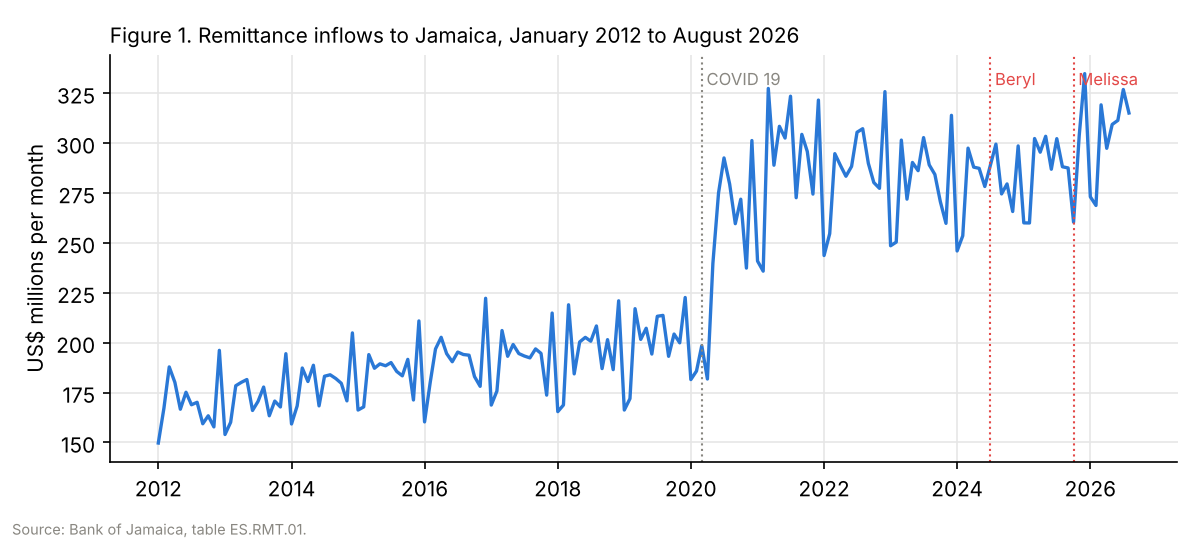 Figure 1. Remittance inflows to Jamaica, January 2012 to August 2026
COVID 19
Beryl
Melissa
US$ millions per month
325
300
275
250
225
200
175
150
2012
2014
2016
2018
2020
2022
2024
2026
Source: Bank of Jamaica, table ES.RMT.01.